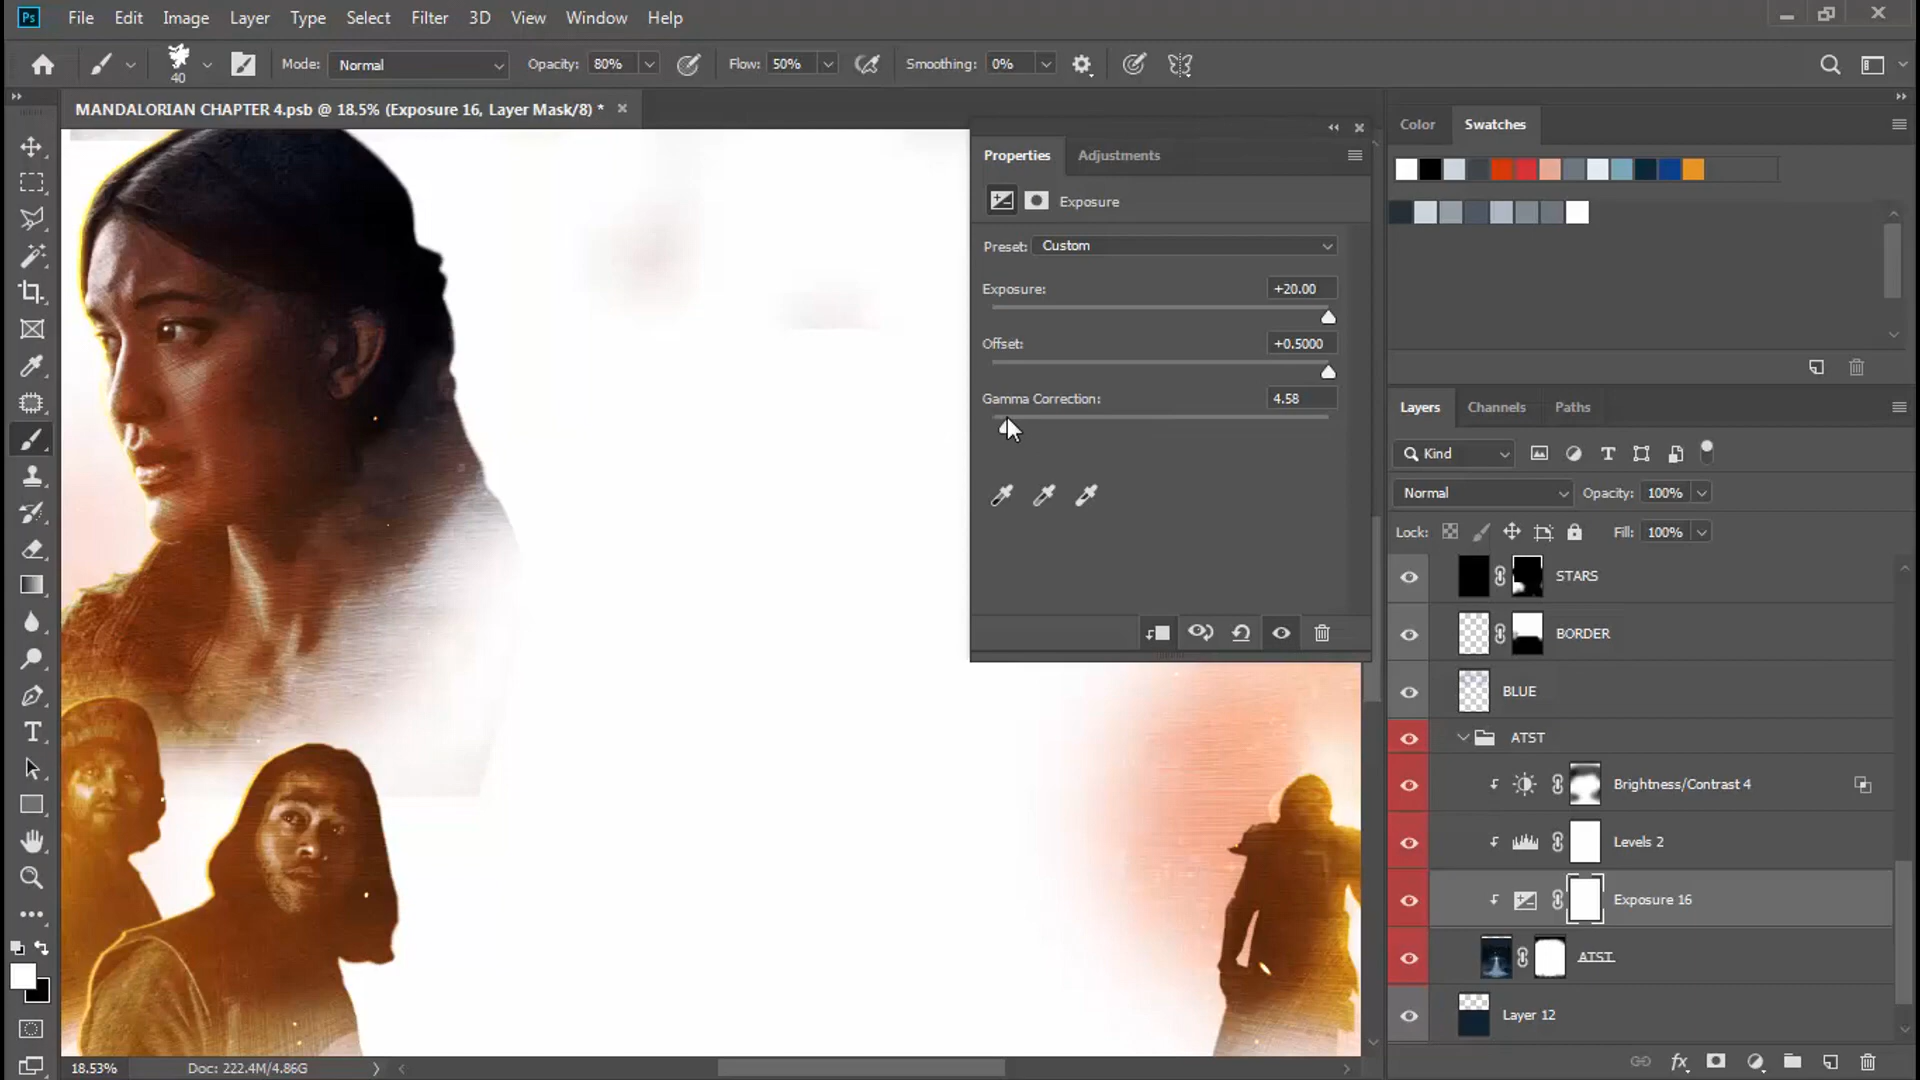 Ps File Edit Image Layer Type Select Filter 3D View Window Help
40 Mode: Normal Opacity: 80% Flow: 50% Smoothing: 0%
MANDALORIAN CHAPTER 4.psb @ 18.5% (Exposure 16, Layer Mask/8) *
Properties Adjustments
Exposure
Preset: Custom
Exposure: +20.00
Offset: +0.5000
Gamma Correction: 4.58
Color Swatches
Layers Channels Paths
Kind
Normal Opacity: 100%
Lock: Fill: 100%
STARS
BORDER
BLUE
ATST
Brightness/Contrast 4
Levels 2
Exposure 16
ATST
Layer 12
18.53% Doc: 222.4M/4.86G